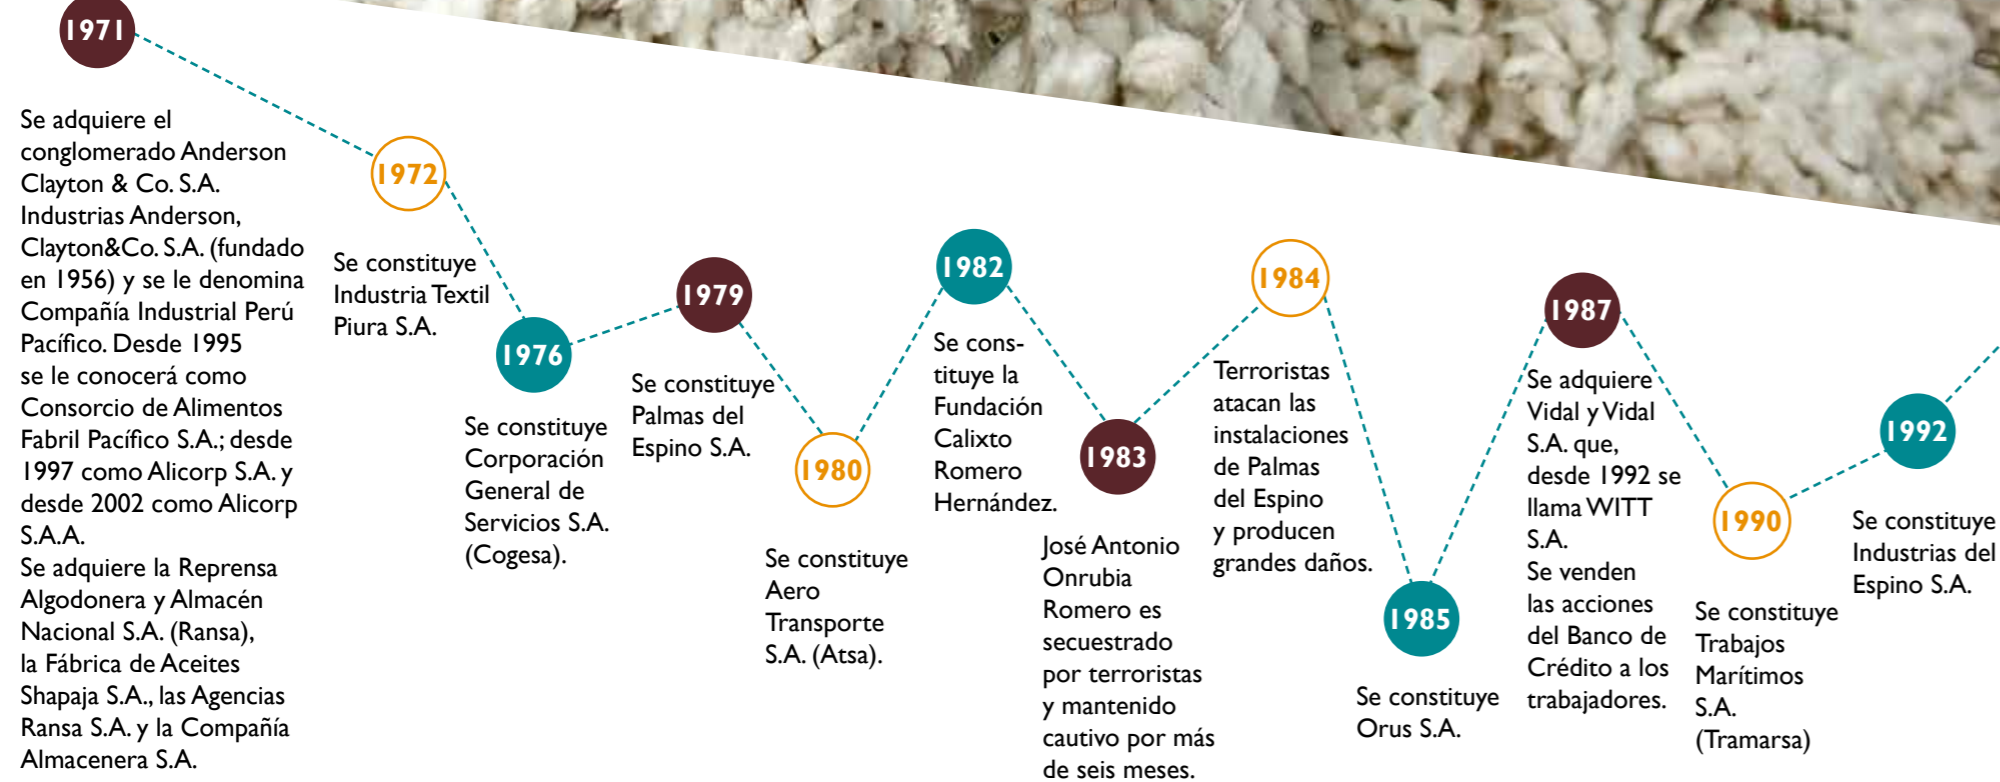 1971
Se adquiere el
conglomerado Anderson
Clayton & Co. S.A.
Industrias Anderson,
Clayton&Co. S.A. (fundado
en 1956) y se le denomina
Compañía Industrial Perú
Pacífico. Desde 1995
se le conocerá como
Consorcio de Alimentos
Fabril Pacífico S.A.; desde
1997 como Alicorp S.A. y
desde 2002 como Alicorp
S.A.A.
Se adquiere la Reprensa
Algodonera y Almacén
Nacional S.A. (Ransa),
la Fábrica de Aceites
Shapaja S.A., las Agencias
Ransa S.A. y la Compañía
Almacenera S.A.
1972
Se constituye
Industria Textil
Piura S.A.
1976
Se constituye
Corporación
General de
Servicios S.A.
(Cogesa).
1979
Se constituye
Palmas del
Espino S.A.
1980
Se constituye
Aero
Transporte
S.A. (Atsa).
1982
Se cons-
tituye la
Fundación
Calixto
Romero
Hernández.
1983
José Antonio
Onrubia
Romero es
secuestrado
por terroristas
y mantenido
cautivo por más
de seis meses.
1984
Terroristas
atacan las
instalaciones
de Palmas
del Espino
y producen
grandes daños.
1985
Se constituye
Orus S.A.
1987
Se adquiere
Vidal y Vidal
S.A. que,
desde 1992 se
llama WITT
S.A.
Se venden
las acciones
del Banco de
Crédito a los
trabajadores.
1990
Se constituye
Trabajos
Marítimos
S.A.
(Tramarsa)
1992
Se constituye
Industrias del
Espino S.A.